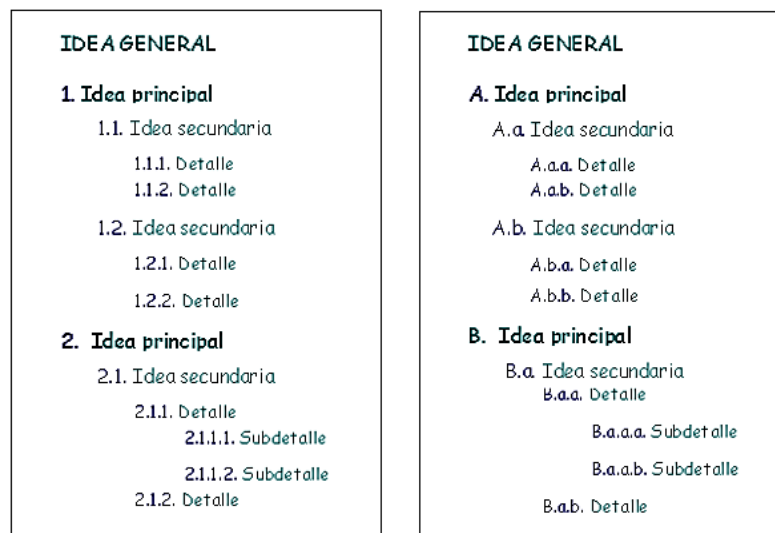 IDEA GENERAL
1. Idea principal
1.1. Idea secundaria
1.1.1. Detalle
1.1.2. Detalle
1.2. Idea secundaria
1.2.1. Detalle
1.2.2. Detalle
2. Idea principal
2.1. Idea secundaria
2.1.1. Detalle
2.1.1.1. Subdetalle
2.1.1.2. Subdetalle
2.1.2. Detalle
IDEA GENERAL
A. Idea principal
A.a Idea secundaria
A.a.a. Detalle
A.a.b. Detalle
A.b. Idea secundaria
A.b.a. Detalle
A.b.b. Detalle
B. Idea principal
B.a Idea secundaria
B.a.a. Detalle
B.a.a.a. Subdetalle
B.a.a.b. Subdetalle
B.a.b. Detalle